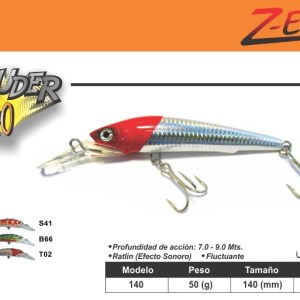 Z-E
UDER
0
S41
B66
T02
•Profundidad de acción: 7.0 - 9.0 Mts.
•Ratlin (Efecto Sonoro) •Fluctuante
Modelo Peso Tamaño
140 50 (g) 140 (mm)
U